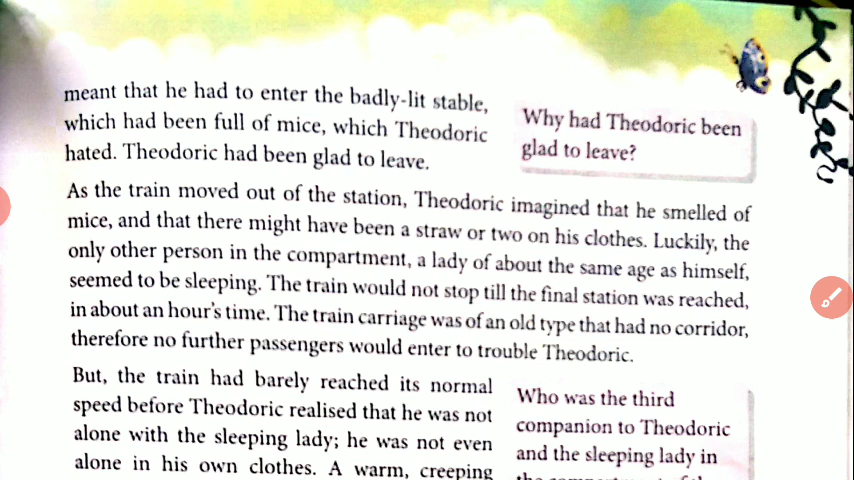 meant that he had to enter the badly-lit stable,
which had been full of mice, which Theodoric
hated. Theodoric had been glad to leave.
Why had Theodoric been
glad to leave?
As the train moved out of the station, Theodoric imagined that he smelled of
mice, and that there might have been a straw or two on his clothes. Luckily, the
only other person in the compartment, a lady of about the same age as himself,
seemed to be sleeping. The train would not stop till the final station was reached,
in about an hour's time. The train carriage was of an old type that had no corridor,
therefore no further passengers would enter to trouble Theodoric.
But, the train had barely reached its normal
speed before Theodoric realised that he was not
alone with the sleeping lady; he was not even
alone in his own clothes. A warm, creeping
Who was the third
companion to Theodoric
and the sleeping lady in